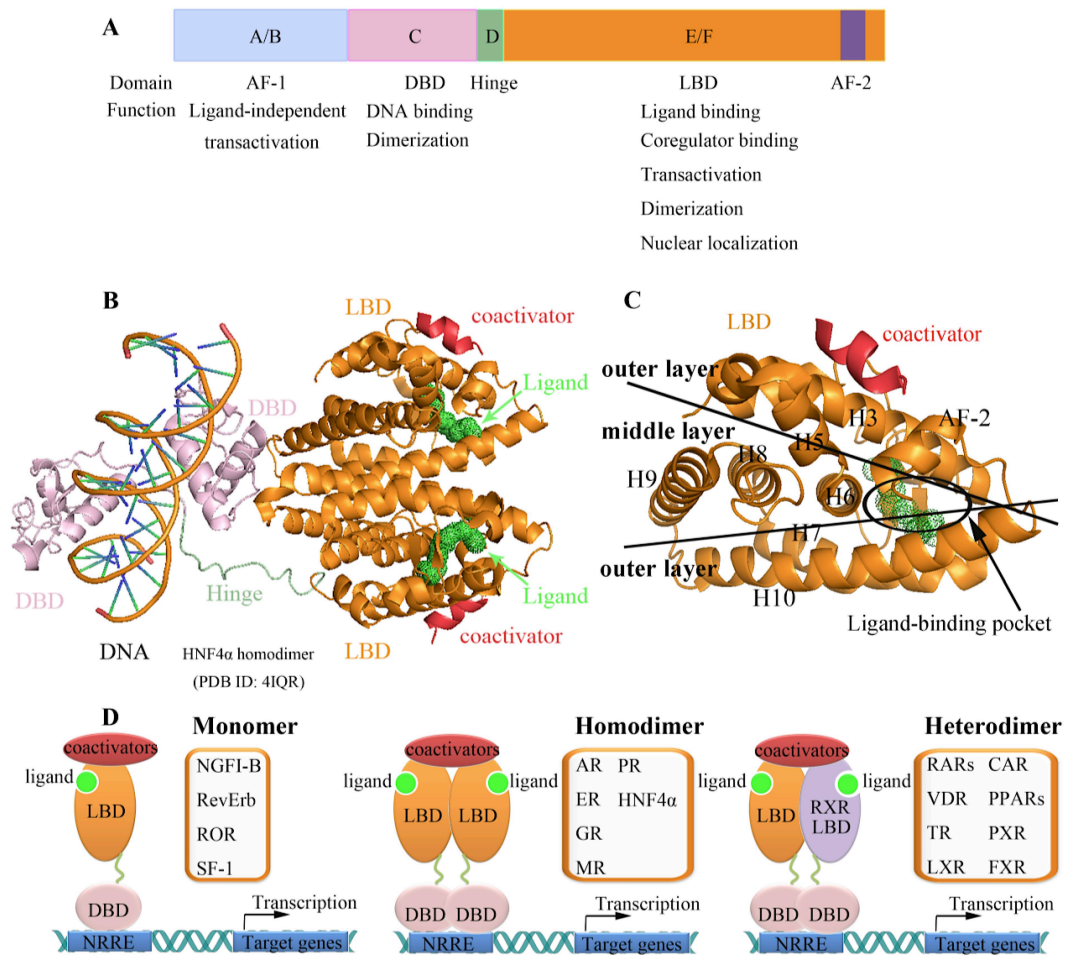 A
A/B
C
D
E/F
Domain
AF-1
DBD
Hinge
LBD
AF-2
Function
Ligand-independent
transactivation
DNA binding
Dimerization
Ligand binding
Coregulator binding
Transactivation
Dimerization
Nuclear localization
B
LBD
coactivator
Ligand
DBD
DBD
Hinge
Ligand
coactivator
LBD
DNA
HNF4α homodimer
(PDB ID: 4IQR)
C
LBD
coactivator
outer layer
middle layer
outer layer
H3
AF-2
H5
H8
H9
H6
H7
H10
Ligand-binding pocket
D
Monomer
coactivators
ligand
LBD
DBD
NRRE
NGFI-B
RevErb
ROR
SF-1
Transcription
Target genes
Homodimer
coactivators
ligand
ligand
LBD
LBD
DBD
DBD
NRRE
AR PR
ER HNF4α
GR
MR
Transcription
Target genes
Heterodimer
coactivators
ligand
ligand
LBD
RXR
LBD
DBD
DBD
NRRE
RARs CAR
VDR PPARs
TR PXR
LXR FXR
Transcription
Target genes